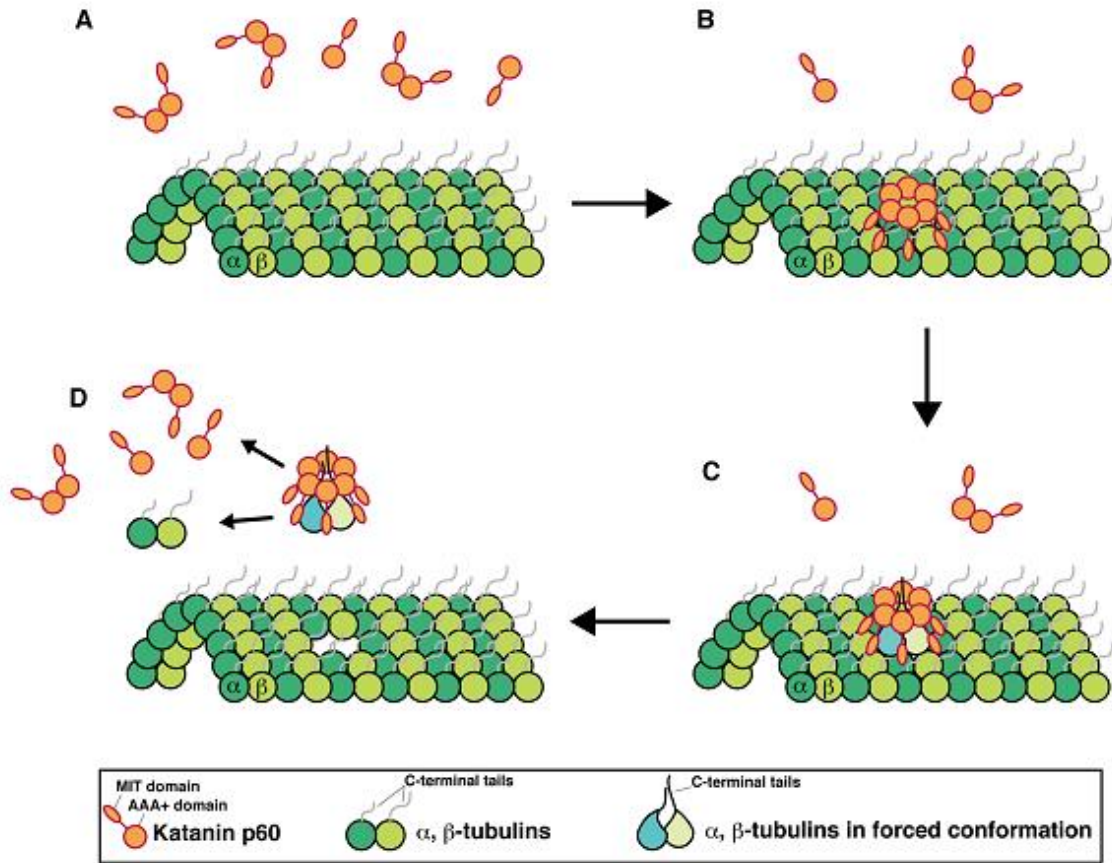 A
B
α β
α β
D
C
α β
α β
MIT domain
AAA+ domain
Katanin p60
C-terminal tails
α, β-tubulins
C-terminal tails
α, β-tubulins in forced conformation